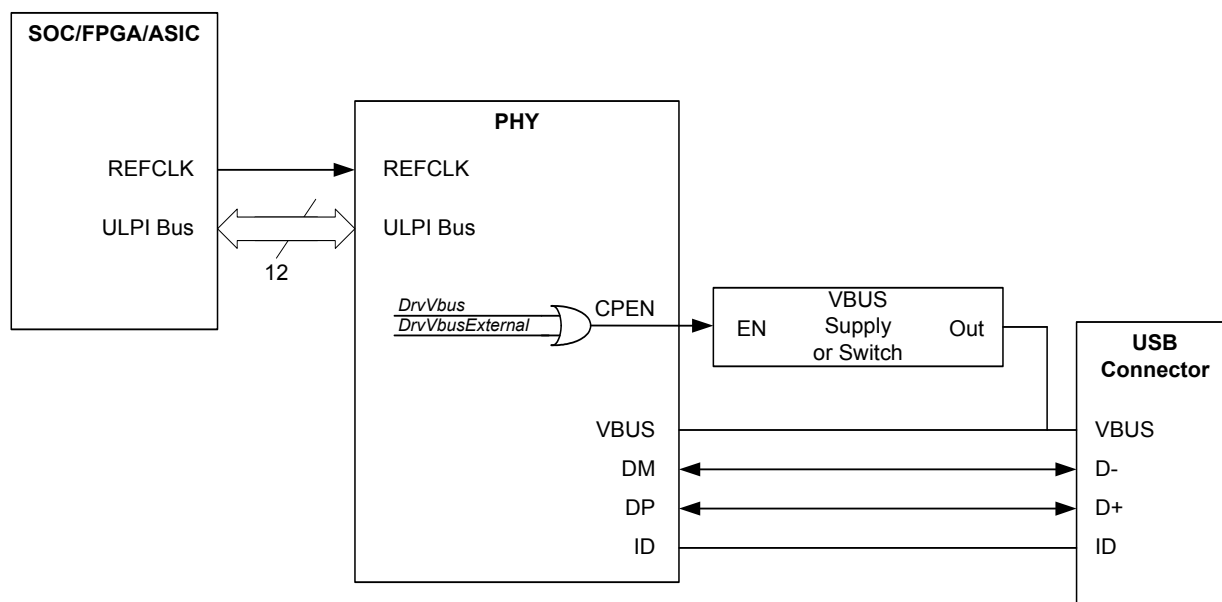 SOC/FPGA/ASIC
REFCLK
ULPI Bus
12
PHY
REFCLK
ULPI Bus
DrvVbus
DrvVbusExternal
CPEN
VBUS
DM
DP
ID
EN
VBUS
Supply
or Switch
Out
USB
Connector
VBUS
D-
D+
ID